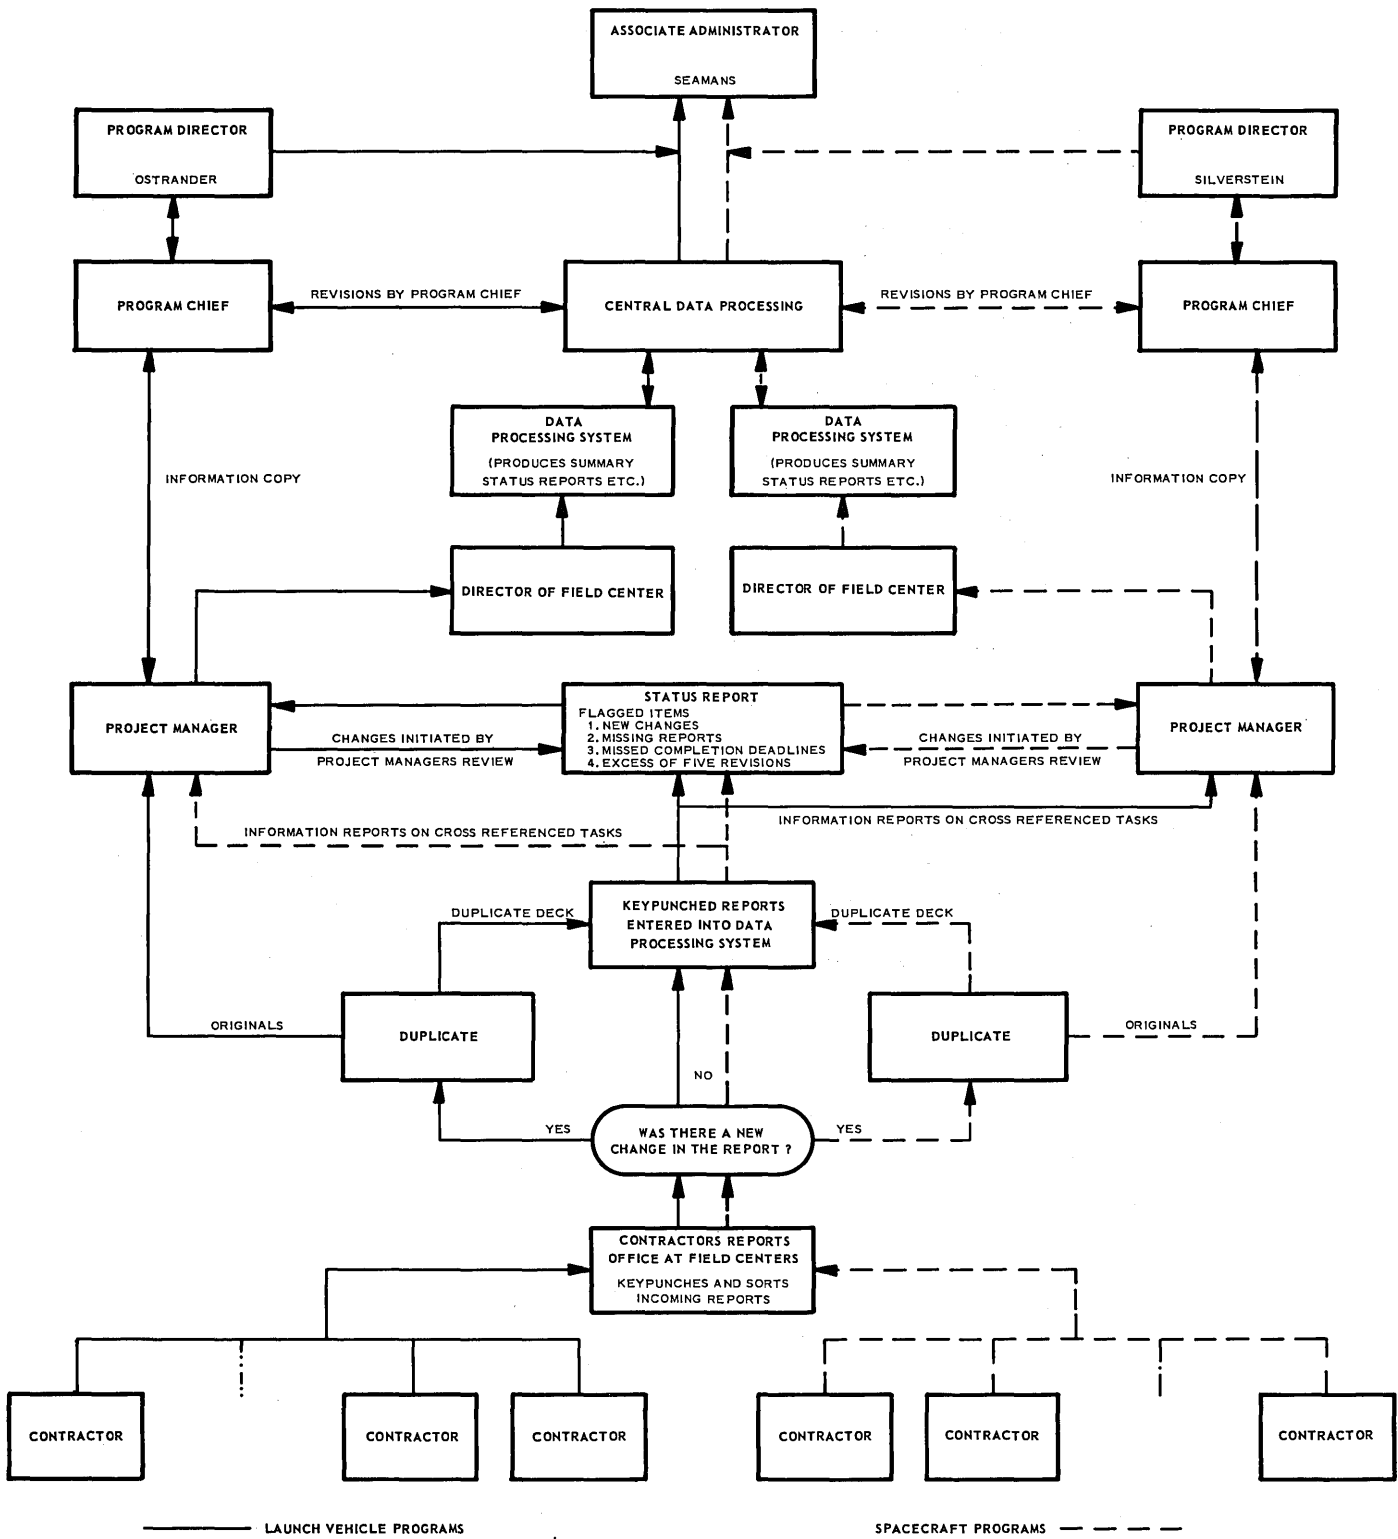 ASSOCIATE ADMINISTRATOR
SEAMANS
PROGRAM DIRECTOR
OSTRANDER
PROGRAM DIRECTOR
SILVERSTEIN
PROGRAM CHIEF
REVISIONS BY PROGRAM CHIEF
CENTRAL DATA PROCESSING
REVISIONS BY PROGRAM CHIEF
PROGRAM CHIEF
DATA
PROCESSING SYSTEM
(PRODUCES SUMMARY
STATUS REPORTS ETC.)
DATA
PROCESSING SYSTEM
(PRODUCES SUMMARY
STATUS REPORTS ETC.)
INFORMATION COPY
INFORMATION COPY
DIRECTOR OF FIELD CENTER
DIRECTOR OF FIELD CENTER
PROJECT MANAGER
CHANGES INITIATED BY
PROJECT MANAGERS REVIEW
STATUS REPORT
FLAGGED ITEMS
1. NEW CHANGES
2. MISSING REPORTS
3. MISSED COMPLETION DEADLINES
4. EXCESS OF FIVE REVISIONS
CHANGES INITIATED BY
PROJECT MANAGERS REVIEW
PROJECT MANAGER
INFORMATION REPORTS ON CROSS REFERENCED TASKS
INFORMATION REPORTS ON CROSS REFERENCED TASKS
DUPLICATE DECK
KEYPUNCHED REPORTS
ENTERED INTO DATA
PROCESSING SYSTEM
DUPLICATE DECK
ORIGINALS
DUPLICATE
DUPLICATE
ORIGINALS
NO
YES
WAS THERE A NEW
CHANGE IN THE REPORT ?
YES
CONTRACTORS REPORTS
OFFICE AT FIELD CENTERS
KEYPUNCHES AND SORTS
INCOMING REPORTS
CONTRACTOR
CONTRACTOR
CONTRACTOR
CONTRACTOR
CONTRACTOR
CONTRACTOR
LAUNCH VEHICLE PROGRAMS
SPACECRAFT PROGRAMS